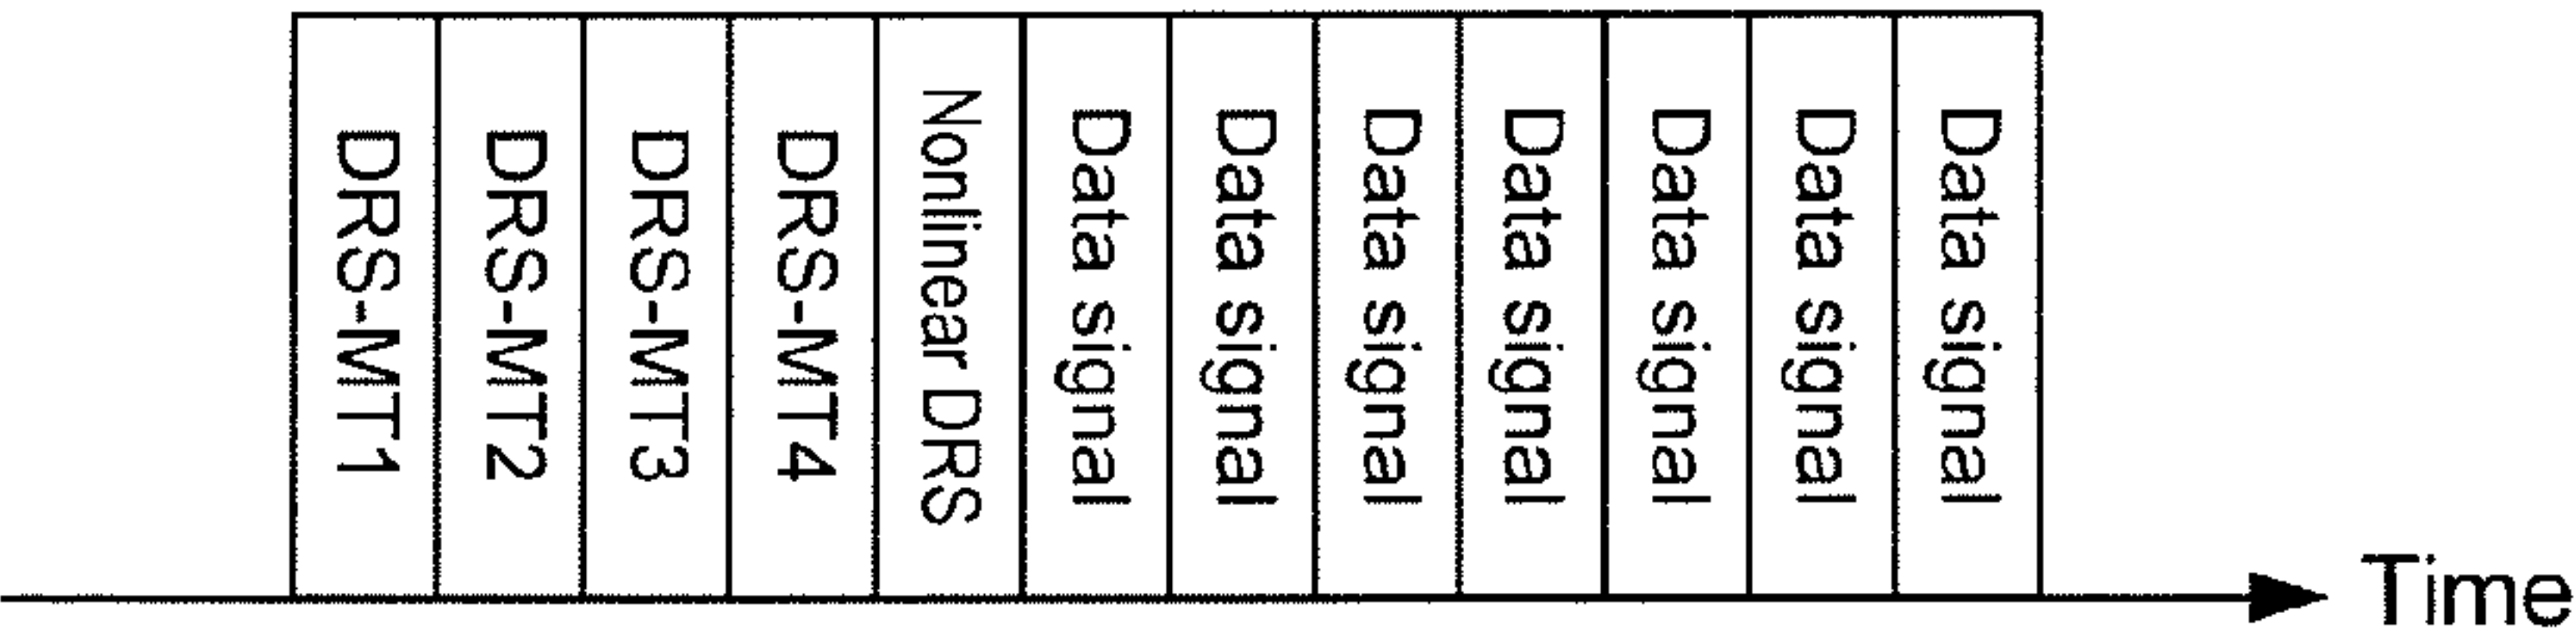 DRS-MT1
DRS-MT2
DRS-MT3
DRS-MT4
Nonlinear DRS
Data signal
Data signal
Data signal
Data signal
Data signal
Data signal
Data signal
Time